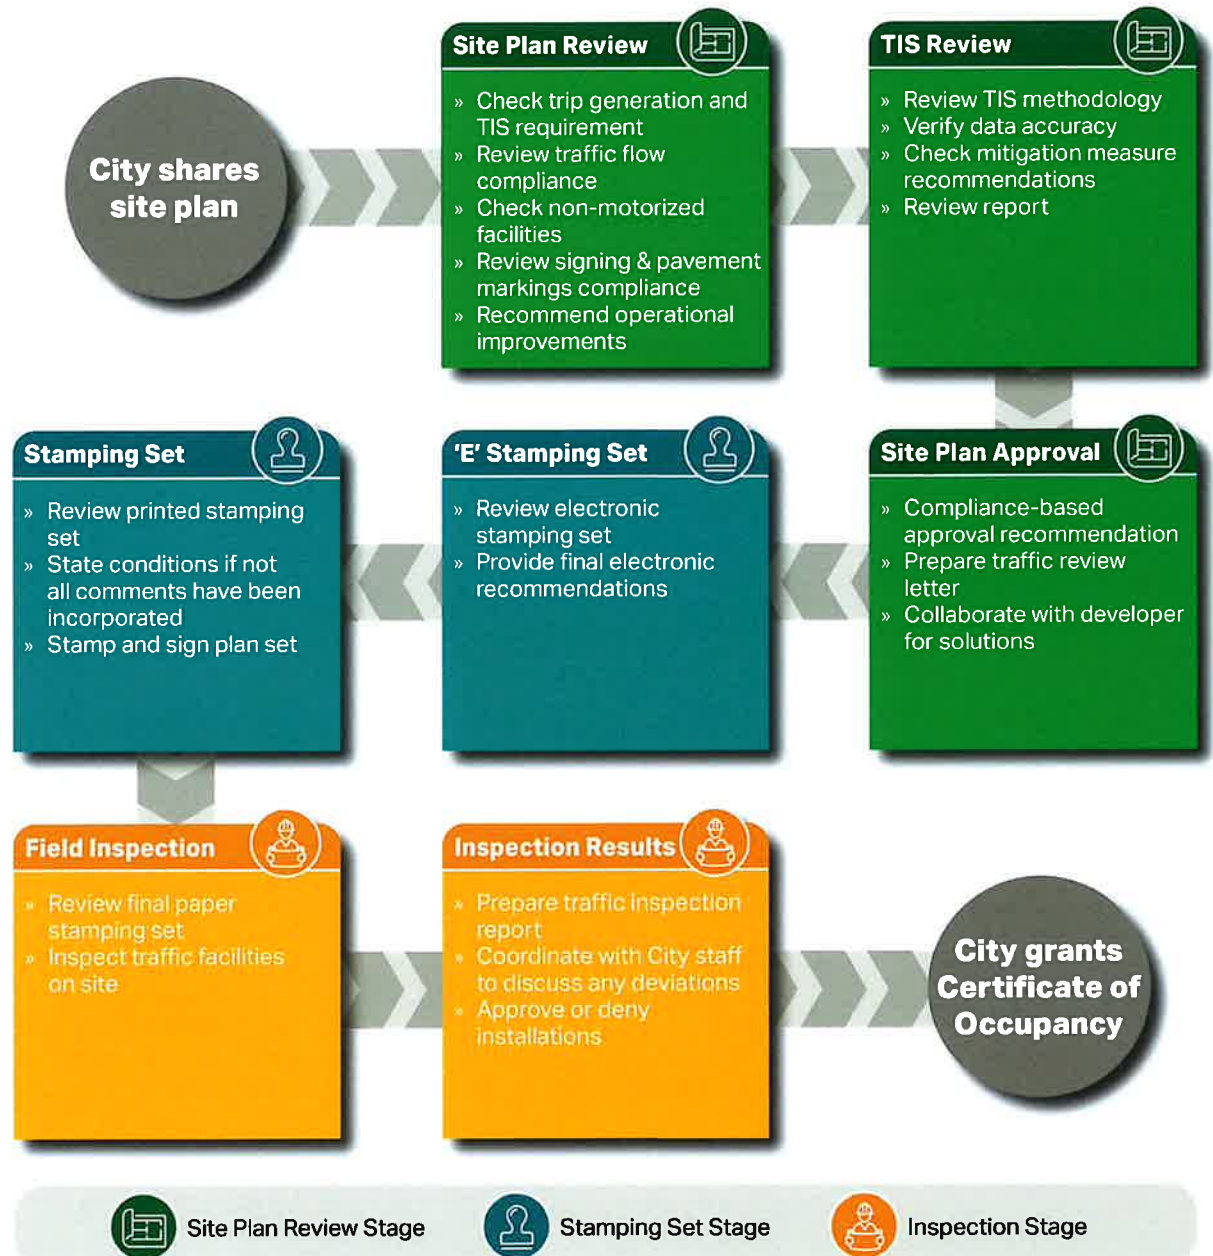 City shares
site plan
Site Plan Review
» Check trip generation and
TIS requirement
» Review traffic flow
compliance
» Check non-motorized
facilities
» Review signing & pavement
markings compliance
» Recommend operational
improvements
TIS Review
» Review TIS methodology
» Verify data accuracy
» Check mitigation measure
recommendations
» Review report
Site Plan Approval
» Compliance-based
approval recommendation
» Prepare traffic review
letter
» Collaborate with developer
for solutions
'E' Stamping Set
» Review electronic
stamping set
» Provide final electronic
recommendations
Stamping Set
» Review printed stamping
set
» State conditions if not
all comments have been
incorporated
» Stamp and sign plan set
Field Inspection
» Review final paper
stamping set
» Inspect traffic facilities
on site
Inspection Results
» Prepare traffic inspection
report
» Coordinate with City staff
to discuss any deviations
» Approve or deny
installations
City grants
Certificate of
Occupancy
Site Plan Review Stage
Stamping Set Stage
Inspection Stage